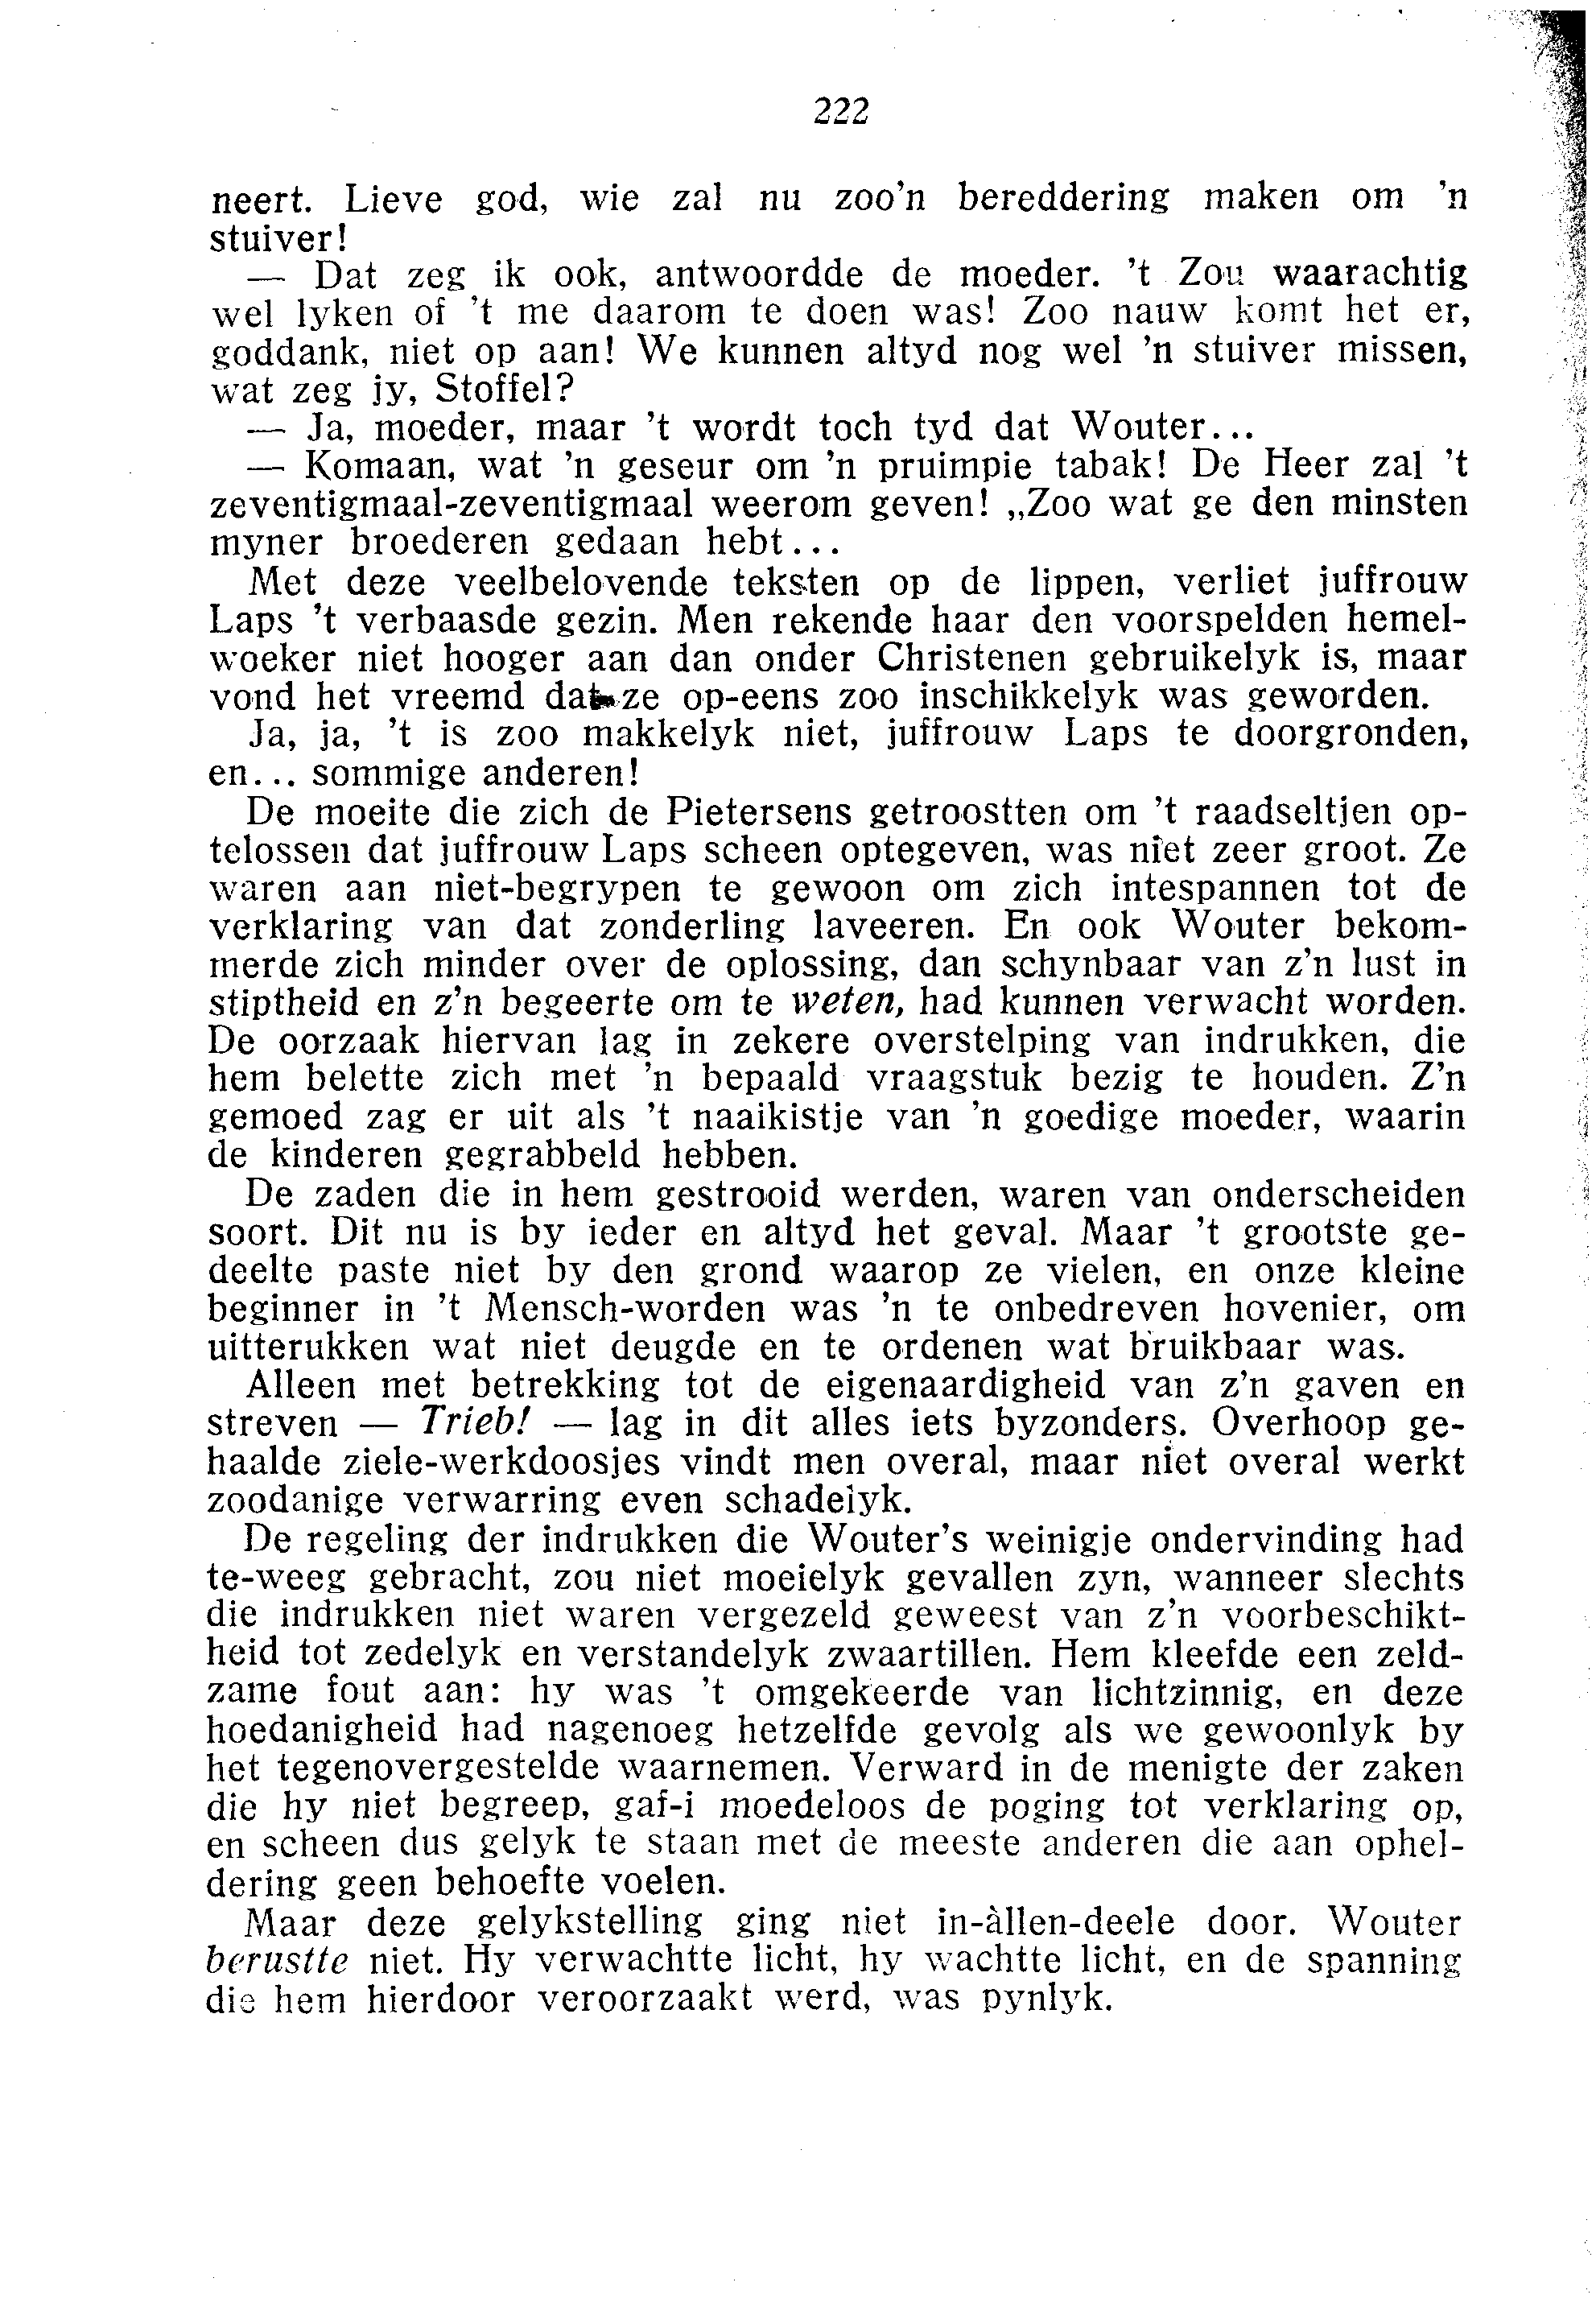 222
neert. Lieve god, wie zal nu zoo'n bereddering maken om 'n
stuiver!
— Dat zeg ik ook, antwoordde de moeder. 't Zou waarachtig
wel lyken of 't me daarom te doen was! Zoo nauw komt het er,
goddank, niet op aan! We kunnen altyd nog wel 'n stuiver missen,
wat zeg jy, Stoffel?
— Ja, moeder, maar 't wordt toch tyd dat Wouter...
— Komaan, wat 'n geseur om 'n pruimpie tabak! De Heer zal 't
zeventigmaal-zeventigmaal weerom geven! „Zoo wat ge den minsten
myner broederen gedaan hebt...
Met deze veelbelovende teksten op de lippen, verliet juffrouw
Laps 't verbaasde gezin. Men rekende haar den voorspelden hemel-
woeker niet hooger aan dan onder Christenen gebruikelyk is, maar
vond het vreemd dat ze op-eens zoo inschikkelyk was geworden.
Ja, ja, 't is zoo makkelyk niet, juffrouw Laps te doorgronden,
en... sommige anderen!
De moeite die zich de Pietersens getroostten om 't raadseltjen op-
telossen dat juffrouw Laps scheen optegeven, was niet zeer groot. Ze
waren aan niet-begrypen te gewoon om zich intespannen tot de
verklaring van dat zonderling laveeren. En ook Wouter bekom-
merde zich minder over de oplossing, dan schynbaar van z'n lust in
stiptheid en z'n begeerte om te weten, had kunnen verwacht worden.
De oorzaak hiervan lag in zekere overstelping van indrukken, die
hem belette zich met 'n bepaald vraagstuk bezig te houden. Z'n
gemoed zag er uit als 't naaikistje van 'n goedige moeder, waarin
de kinderen gegrabbeld hebben.
De zaden die in hem gestrooid werden, waren van onderscheiden
soort. Dit nu is by ieder en altyd het geval. Maar 't grootste ge-
deelte paste niet by den grond waarop ze vielen, en onze kleine
beginner in 't Mensch-worden was 'n te onbedreven hovenier, om
uitterukken wat niet deugde en te ordenen wat bruikbaar was.
Alleen met betrekking tot de eigenaardigheid van z'n gaven en
streven — Trieb! — lag in dit alles iets byzonders. Overhoop ge-
haalde ziele-werkdoosjes vindt men overal, maar niet overal werkt
zoodanige verwarring even schadelyk.
De regeling der indrukken die Wouter's weinigje ondervinding had
te-weeg gebracht, zou niet moeielyk gevallen zyn, wanneer slechts
die indrukken niet waren vergezeld geweest van z'n voorbeschikt-
heid tot zedelyk en verstandelyk zwaartillen. Hem kleefde een zeld-
zame fout aan: hy was 't omgekeerde van lichtzinnig, en deze
hoedanigheid had nagenoeg hetzelfde gevolg als we gewoonlyk by
het tegenovergestelde waarnemen. Verward in de menigte der zaken
die hy niet begreep, gaf-i moedeloos de poging tot verklaring op,
en scheen dus gelyk te staan met de meeste anderen die aan ophel-
dering geen behoefte voelen.
Maar deze gelykstelling ging niet in-àllen-deele door. Wouter
berustte niet. Hy verwachtte licht, hy wachtte licht, en de spanning
die hem hierdoor veroorzaakt werd, was pynlyk.